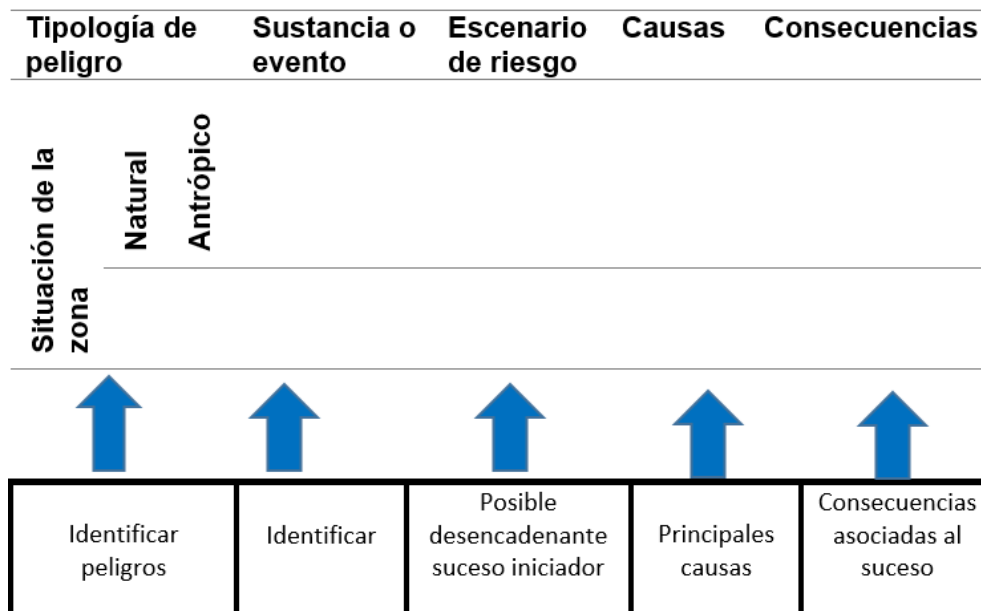 Tipología de
peligro
Sustancia o
evento
Escenario
de riesgo
Causas
Consecuencias
Situación de la
zona
Natural
Antrópico
Identificar
peligros
Identificar
Posible
desencadenante
suceso iniciador
Principales
causas
Consecuencias
asociadas al
suceso